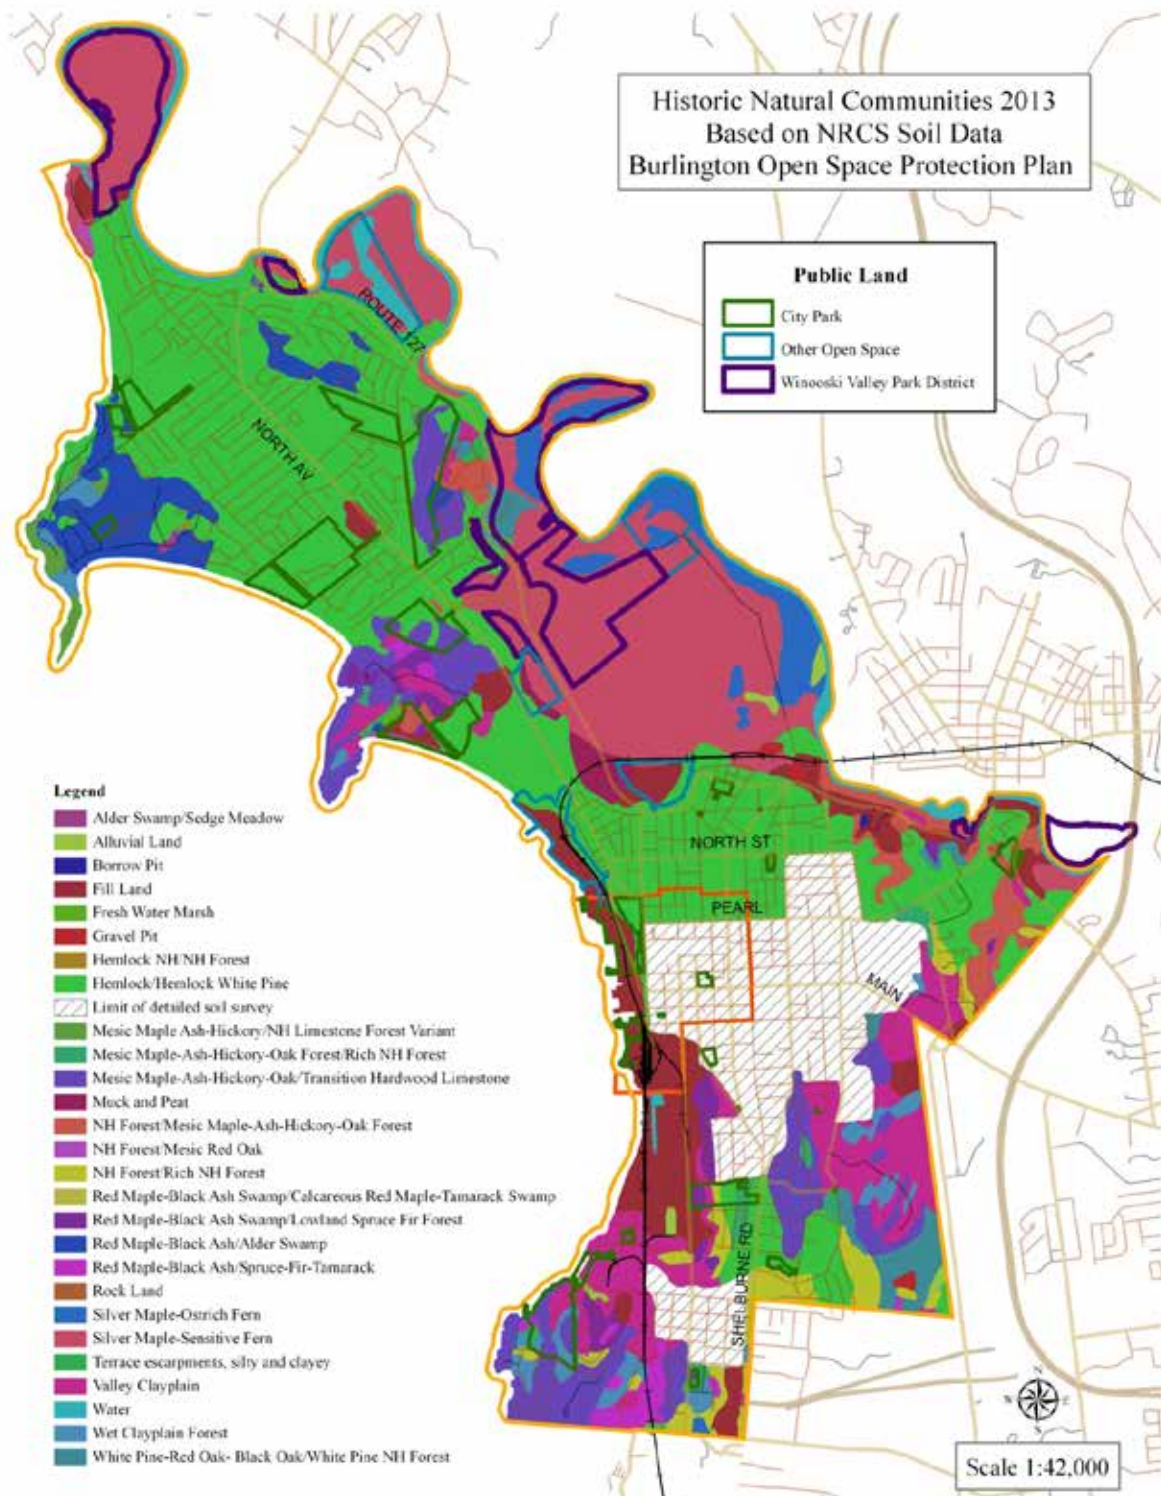 Historic Natural Communities 2013
Based on NRCS Soil Data
Burlington Open Space Protection Plan
Public Land
City Park
Other Open Space
Winooski Valley Park District
ROUTE 127
NORTH AV
NORTH ST
PEARL
MAIN
SHELBURNE RD
Legend
Alder Swamp/Sedge Meadow
Alluvial Land
Borrow Pit
Fill Land
Fresh Water Marsh
Gravel Pit
Hemlock NH/NH Forest
Hemlock/Hemlock White Pine
Limit of detailed soil survey
Mesic Maple Ash-Hickory/NH Limestone Forest Variant
Mesic Maple-Ash-Hickory-Oak Forest/Rich NH Forest
Mesic Maple-Ash-Hickory-Oak/Transition Hardwood Limestone
Muck and Peat
NH Forest/Mesic Maple-Ash-Hickory-Oak Forest
NH Forest/Mesic Red Oak
NH Forest/Rich NH Forest
Red Maple-Black Ash Swamp/Calcareous Red Maple-Tamarack Swamp
Red Maple-Black Ash Swamp/Lowland Spruce Fir Forest
Red Maple-Black Ash/Alder Swamp
Red Maple-Black Ash/Spruce-Fir-Tamarack
Rock Land
Silver Maple-Ostrich Fern
Silver Maple-Sensitive Fern
Terrace escarpments, silty and clayey
Valley Clayplain
Water
Wet Clayplain Forest
White Pine-Red Oak- Black Oak/White Pine NH Forest
N
Scale 1:42,000